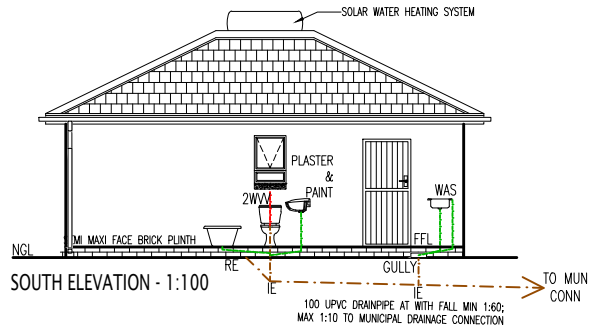 SOLAR WATER HEATING SYSTEM
PLASTER
&
PAINT
2WVV
WAS
MI MAXI FACE BRICK PLINTH
FFL
NGL
RE
GULLY
SOUTH ELEVATION - 1:100
IE
IE
TO MUN
CONN
100 UPVC DRAINPIPE AT WITH FALL MIN 1:60;
MAX 1:10 TO MUNICIPAL DRAINAGE CONNECTION